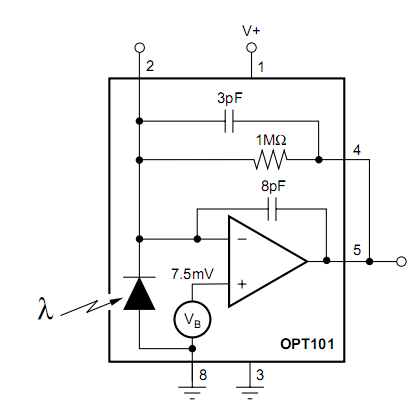 V+
2
1
3pF
1MΩ
4
8pF
5
7.5mV
−
+
λ
VB
OPT101
8
3